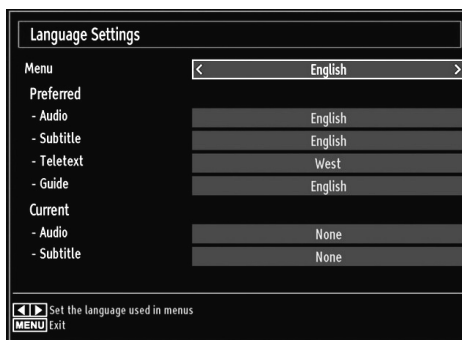 Language Settings
Menu < English >
Preferred
- Audio English
- Subtitle English
- Teletext West
- Guide English
Current
- Audio None
- Subtitle None
Set the language used in menus
MENU Exit